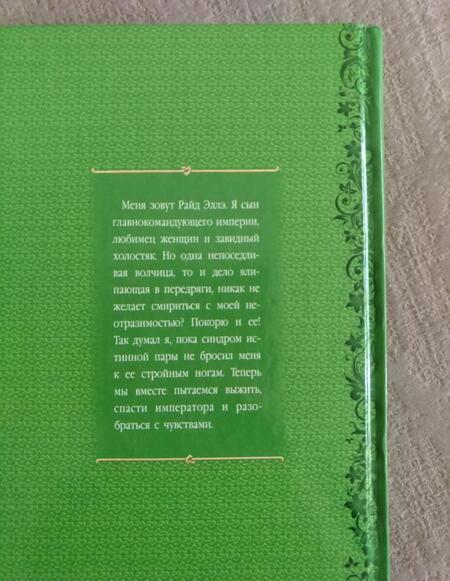 Меня зовут Райд Эллэ. Я сын
главнокомандующего империи,
любимец женщин и завидный
холостяк. Но одна непоседли-
вая волчица, то и дело вли-
пающая в передряги, никак не
желает смириться с моей не-
отразимостью? Покорю и ее!
Так думал я, пока синдром ис-
тинной пары не бросил меня
к ее стройным ногам. Теперь
мы вместе пытаемся выжить,
спасти императора и разо-
браться с чувствами.